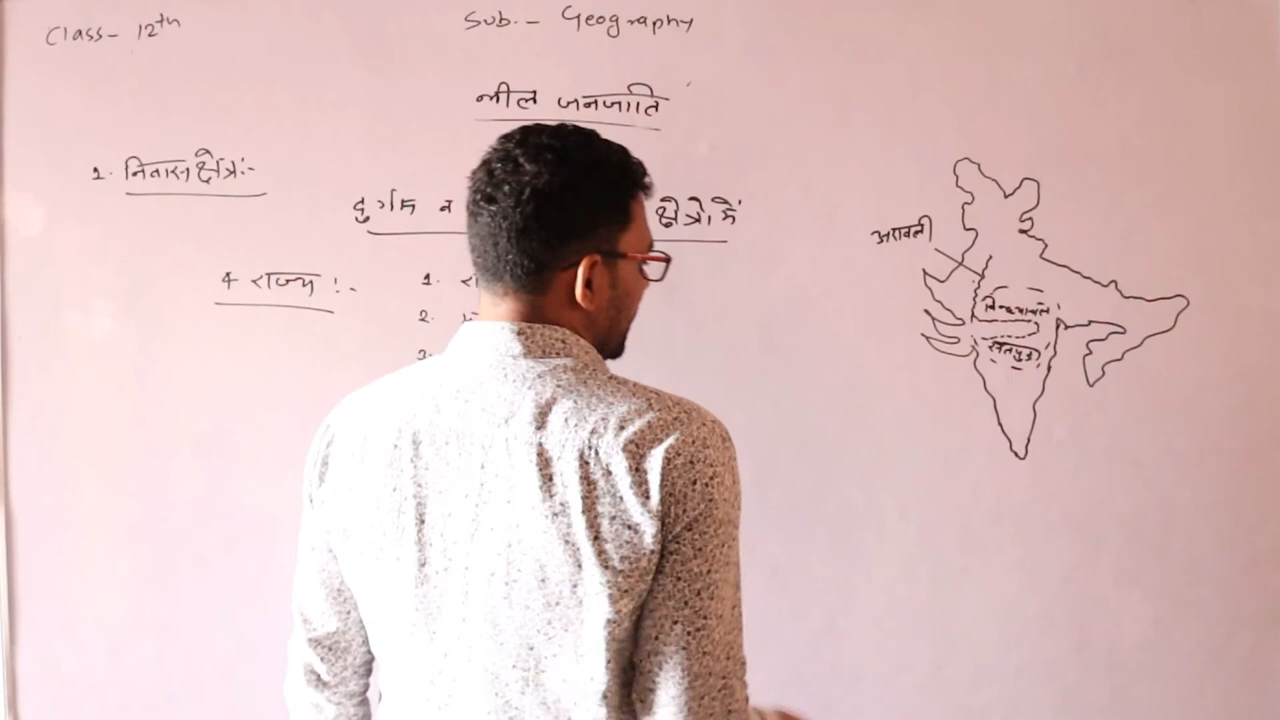 Class- 12th
Sub.- Geography
भील जनजाति
1. निवास क्षेत्र:-
दुर्गम व क्षेत्रो में
4 राज्य :-
1. रा
2.
3.
अरावली
विन्ध्याचल
सतपुड़ा